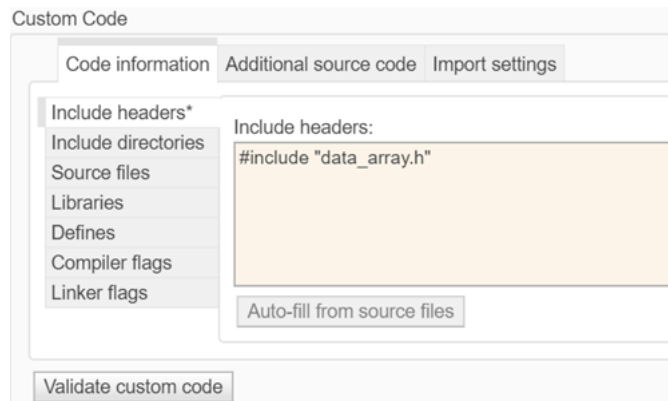 Custom Code
Code information Additional source code Import settings
Include headers*
Include directories
Source files
Libraries
Defines
Compiler flags
Linker flags
Include headers:
#include "data_array.h"
Auto-fill from source files
Validate custom code